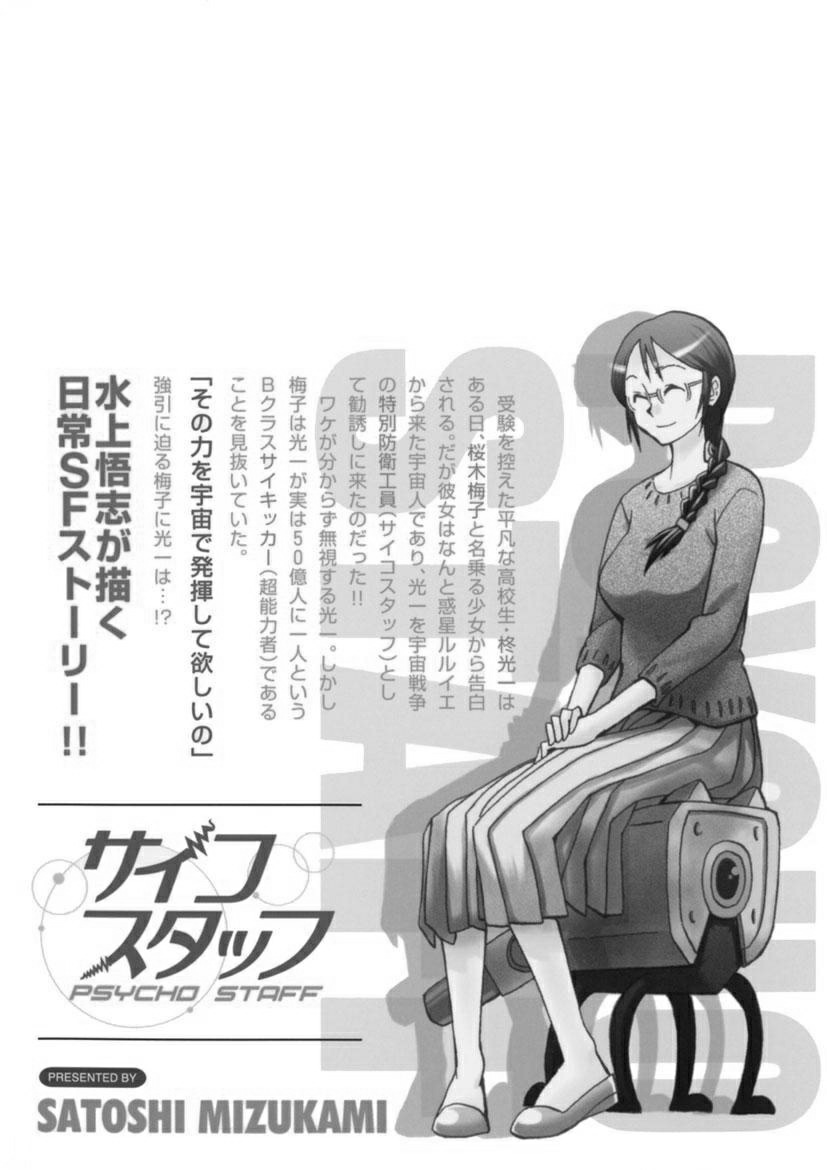 受験を控えた平凡な高校生・柊光一は
ある日、桜木梅子と名乗る少女から告白
される。だが彼女はなんと惑星ルルイエ
から来た宇宙人であり、光一を宇宙戦争
の特別防衛工員(サイコスタッフ)とし
て勧誘しに来たのだった!!
ワケが分からず無視する光一。しかし
梅子は光一が実は50億人に一人という
Bクラスサイキッカー(超能力者)である
ことを見抜いていた。
「その力を宇宙で発揮して欲しいの」
強引に迫る梅子に光一は…!?
水上悟志が描く
日常SFストーリー!!
サイコ
スタッフ
PSYCHO STAFF
PRESENTED BY
SATOSHI MIZUKAMI
PSYCHO
STAFF